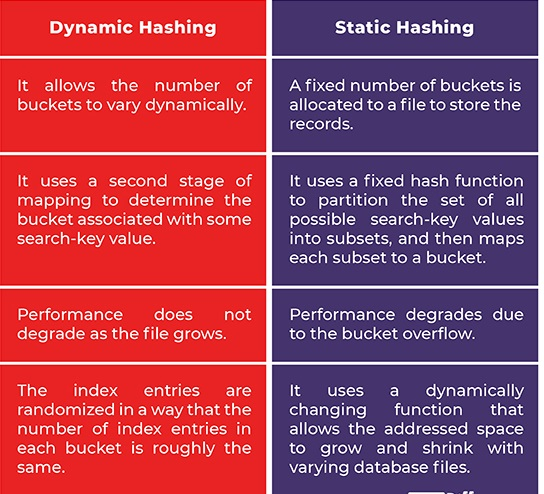 Dynamic Hashing
Static Hashing
It allows the number of
buckets to vary dynamically.
A fixed number of buckets is
allocated to a file to store the
records.
It uses a second stage of
mapping to determine the
bucket associated with some
search-key value.
It uses a fixed hash function
to partition the set of all
possible search-key values
into subsets, and then maps
each subset to a bucket.
Performance does not
degrade as the file grows.
Performance degrades due
to the bucket overflow.
The index entries are
randomized in a way that the
number of index entries in
each bucket is roughly the
same.
It uses a dynamically
changing function that
allows the addressed space
to grow and shrink with
varying database files.